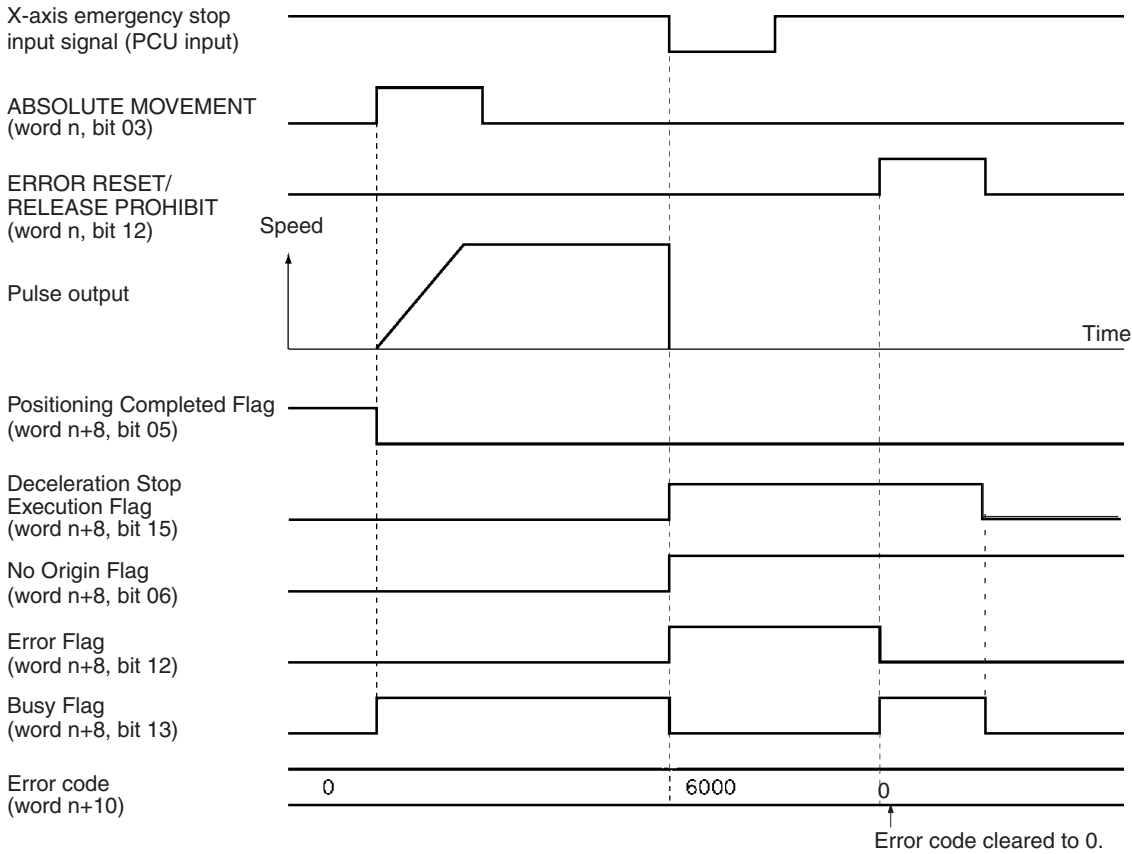 X-axis emergency stop
input signal (PCU input)
ABSOLUTE MOVEMENT
(word n, bit 03)
ERROR RESET/
RELEASE PROHIBIT
(word n, bit 12)
Speed
Pulse output
Time
Positioning Completed Flag
(word n+8, bit 05)
Deceleration Stop
Execution Flag
(word n+8, bit 15)
No Origin Flag
(word n+8, bit 06)
Error Flag
(word n+8, bit 12)
Busy Flag
(word n+8, bit 13)
Error code
(word n+10)
0
6000
0
Error code cleared to 0.